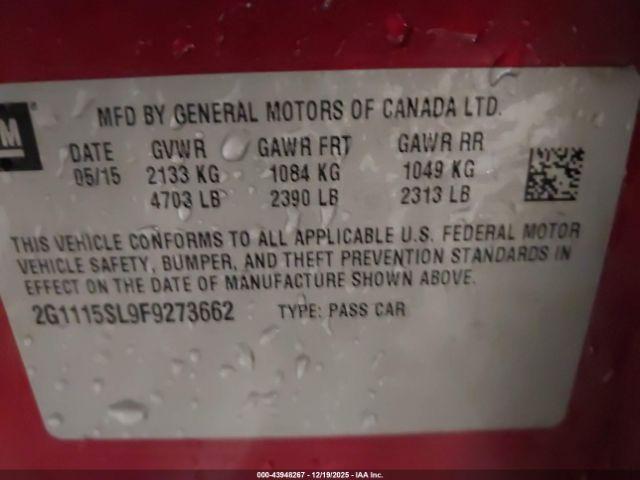 GM
MFD BY GENERAL MOTORS OF CANADA LTD.
DATE GVWR GAWR FRT GAWR RR
05/15 2133 KG 1084 KG 1049 KG
4703 LB 2390 LB 2313 LB
THIS VEHICLE CONFORMS TO ALL APPLICABLE U.S. FEDERAL MOTOR
VEHICLE SAFETY, BUMPER, AND THEFT PREVENTION STANDARDS IN
EFFECT ON THE DATE OF MANUFACTURE SHOWN ABOVE.
2G1115SL9F9273662 TYPE: PASS CAR
000-43948267 - 12/19/2025 - IAA Inc.